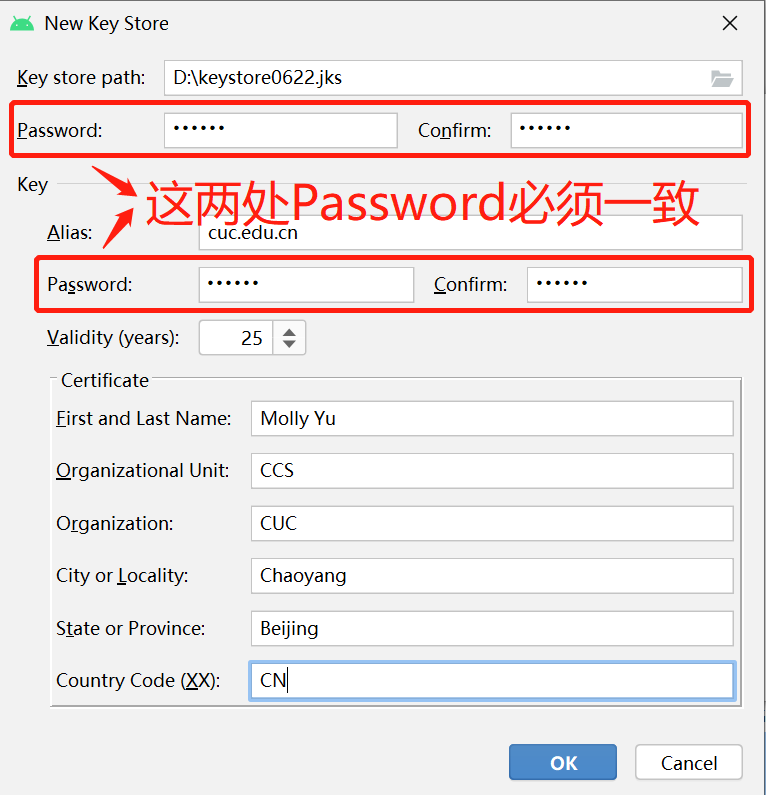 New Key Store
Key store path: D:\keystore0622.jks
Password: •••••• Confirm: ••••••
Key
这两处Password必须一致
Alias: cuc.edu.cn
Password: •••••• Confirm: ••••••
Validity (years): 25
Certificate
First and Last Name: Molly Yu
Organizational Unit: CCS
Organization: CUC
City or Locality: Chaoyang
State or Province: Beijing
Country Code (XX): CN
OK Cancel